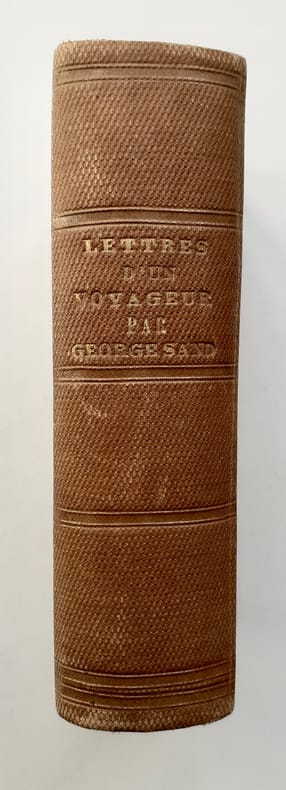 LETTRES
D'UN
VOYAGEUR
PAR
GEORGE SAND